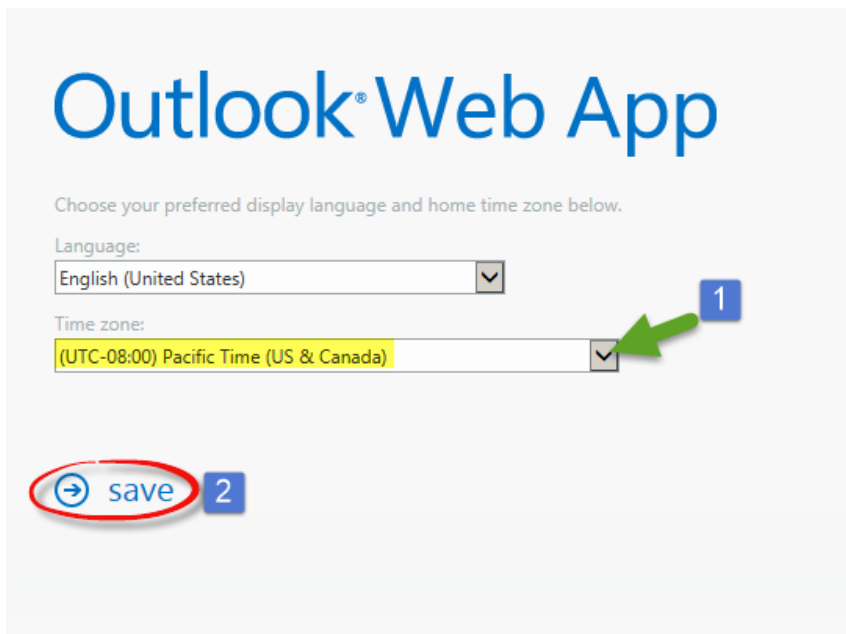 Outlook® Web App
Choose your preferred display language and home time zone below.
Language:
English (United States)
1
Time zone:
(UTC-08:00) Pacific Time (US & Canada)
save 2